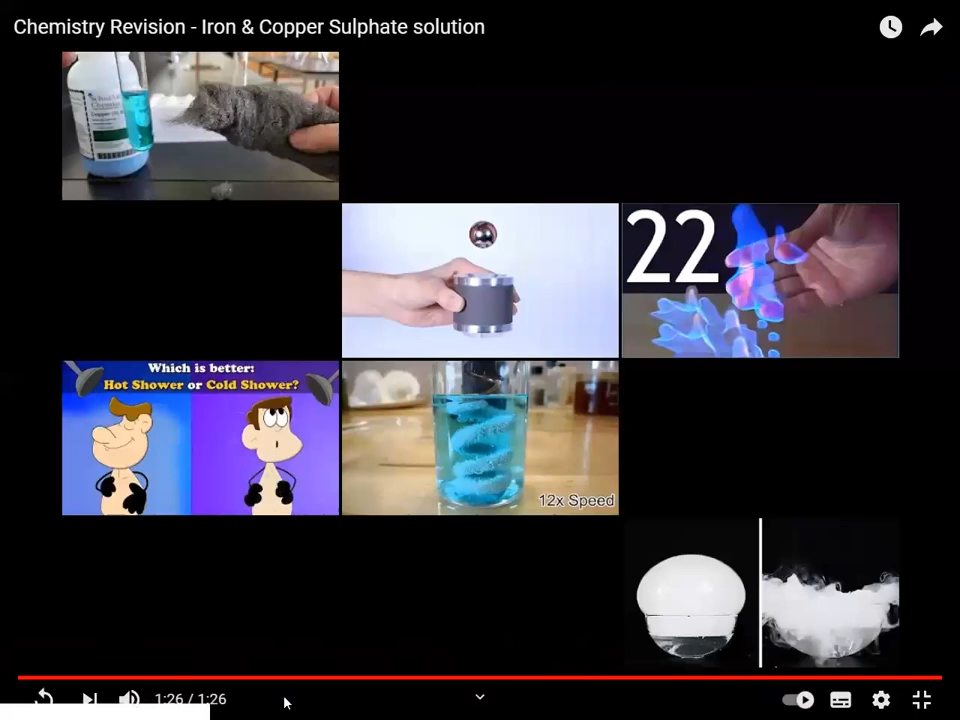 Chemistry Revision - Iron & Copper Sulphate solution
22
Which is better:
Hot Shower or Cold Shower?
12x Speed
1:26 / 1:26